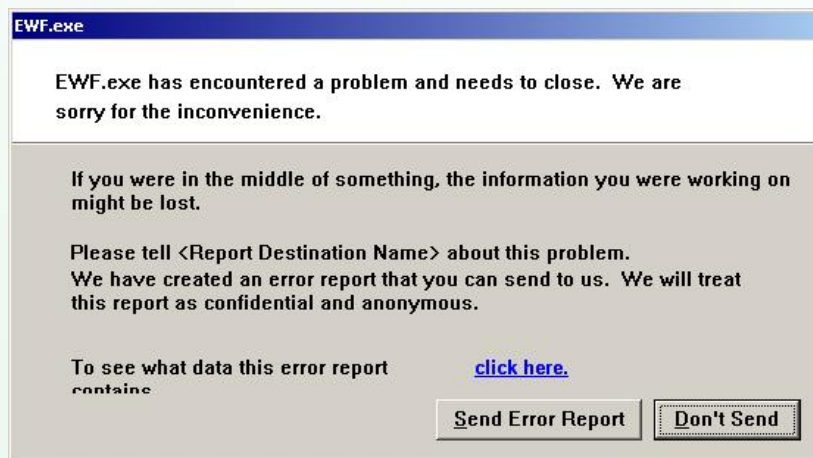 EWF.exe
EWF.exe has encountered a problem and needs to close.  We are
sorry for the inconvenience.
If you were in the middle of something, the information you were working on
might be lost.
Please tell <Report Destination Name> about this problem.
We have created an error report that you can send to us.  We will treat
this report as confidential and anonymous.
To see what data this error report click here.
contains
Send Error Report Don't Send